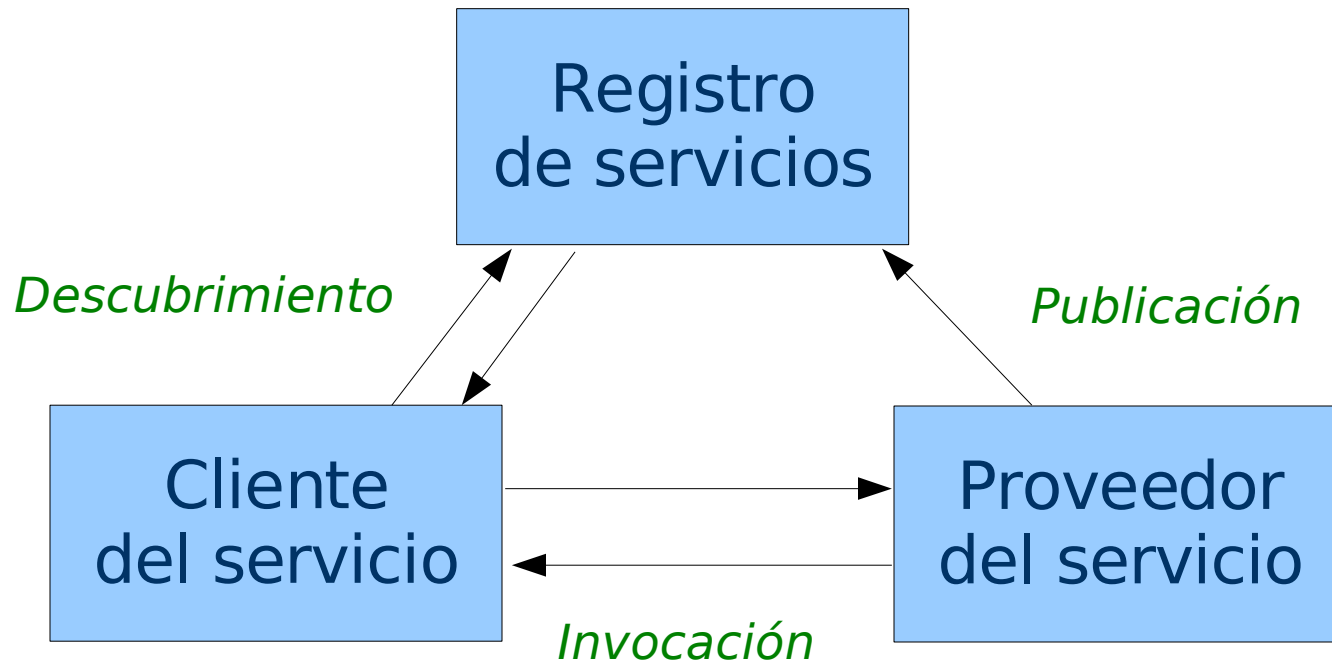 Registro
de servicios
Descubrimiento
Publicación
Cliente
del servicio
Proveedor
del servicio
Invocación